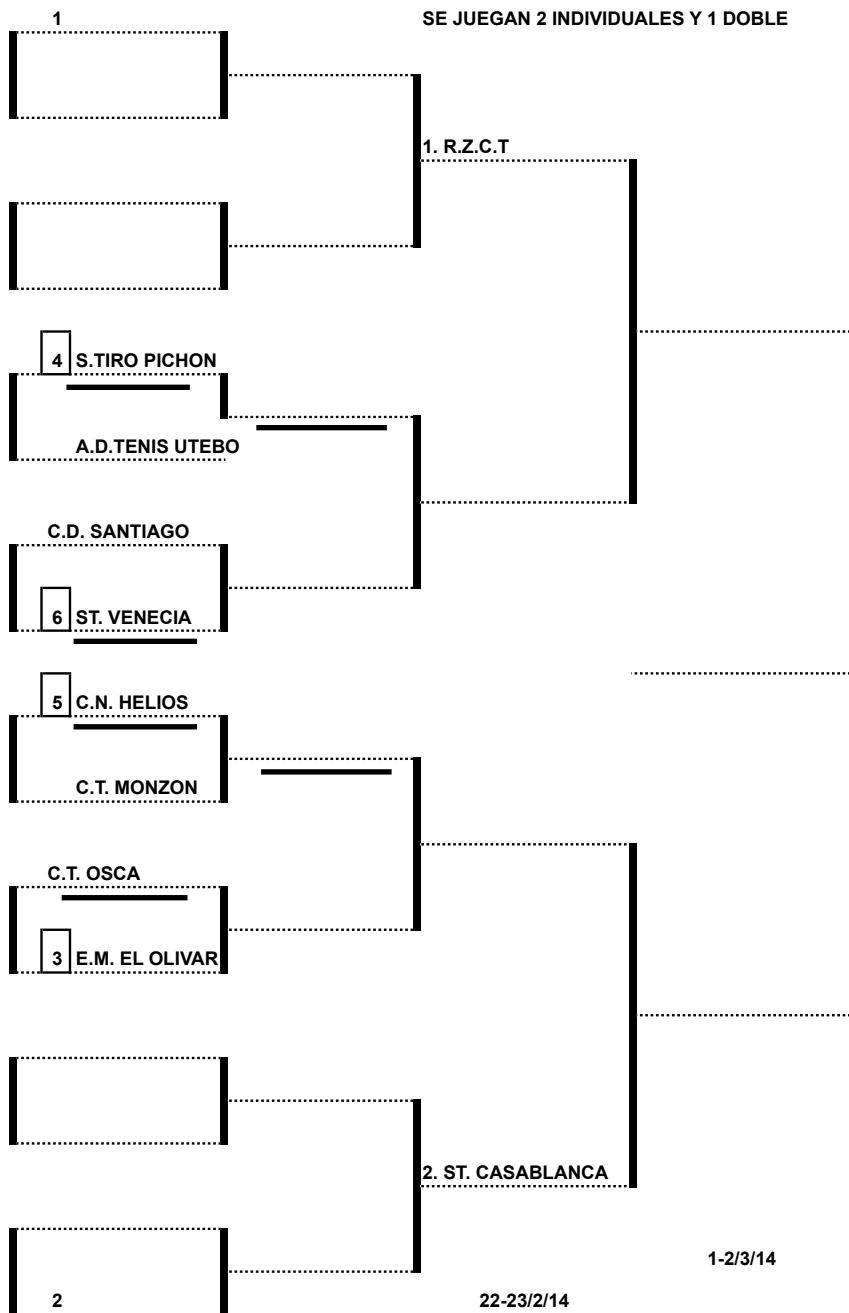 1
SE JUEGAN 2 INDIVIDUALES Y 1 DOBLE
1. R.Z.C.T
4 S.TIRO PICHON
A.D.TENIS UTEBO
C.D. SANTIAGO
6 ST. VENECIA
5 C.N. HELIOS
C.T. MONZON
C.T. OSCA
3 E.M. EL OLIVAR
2. ST. CASABLANCA
1-2/3/14
2
22-23/2/14